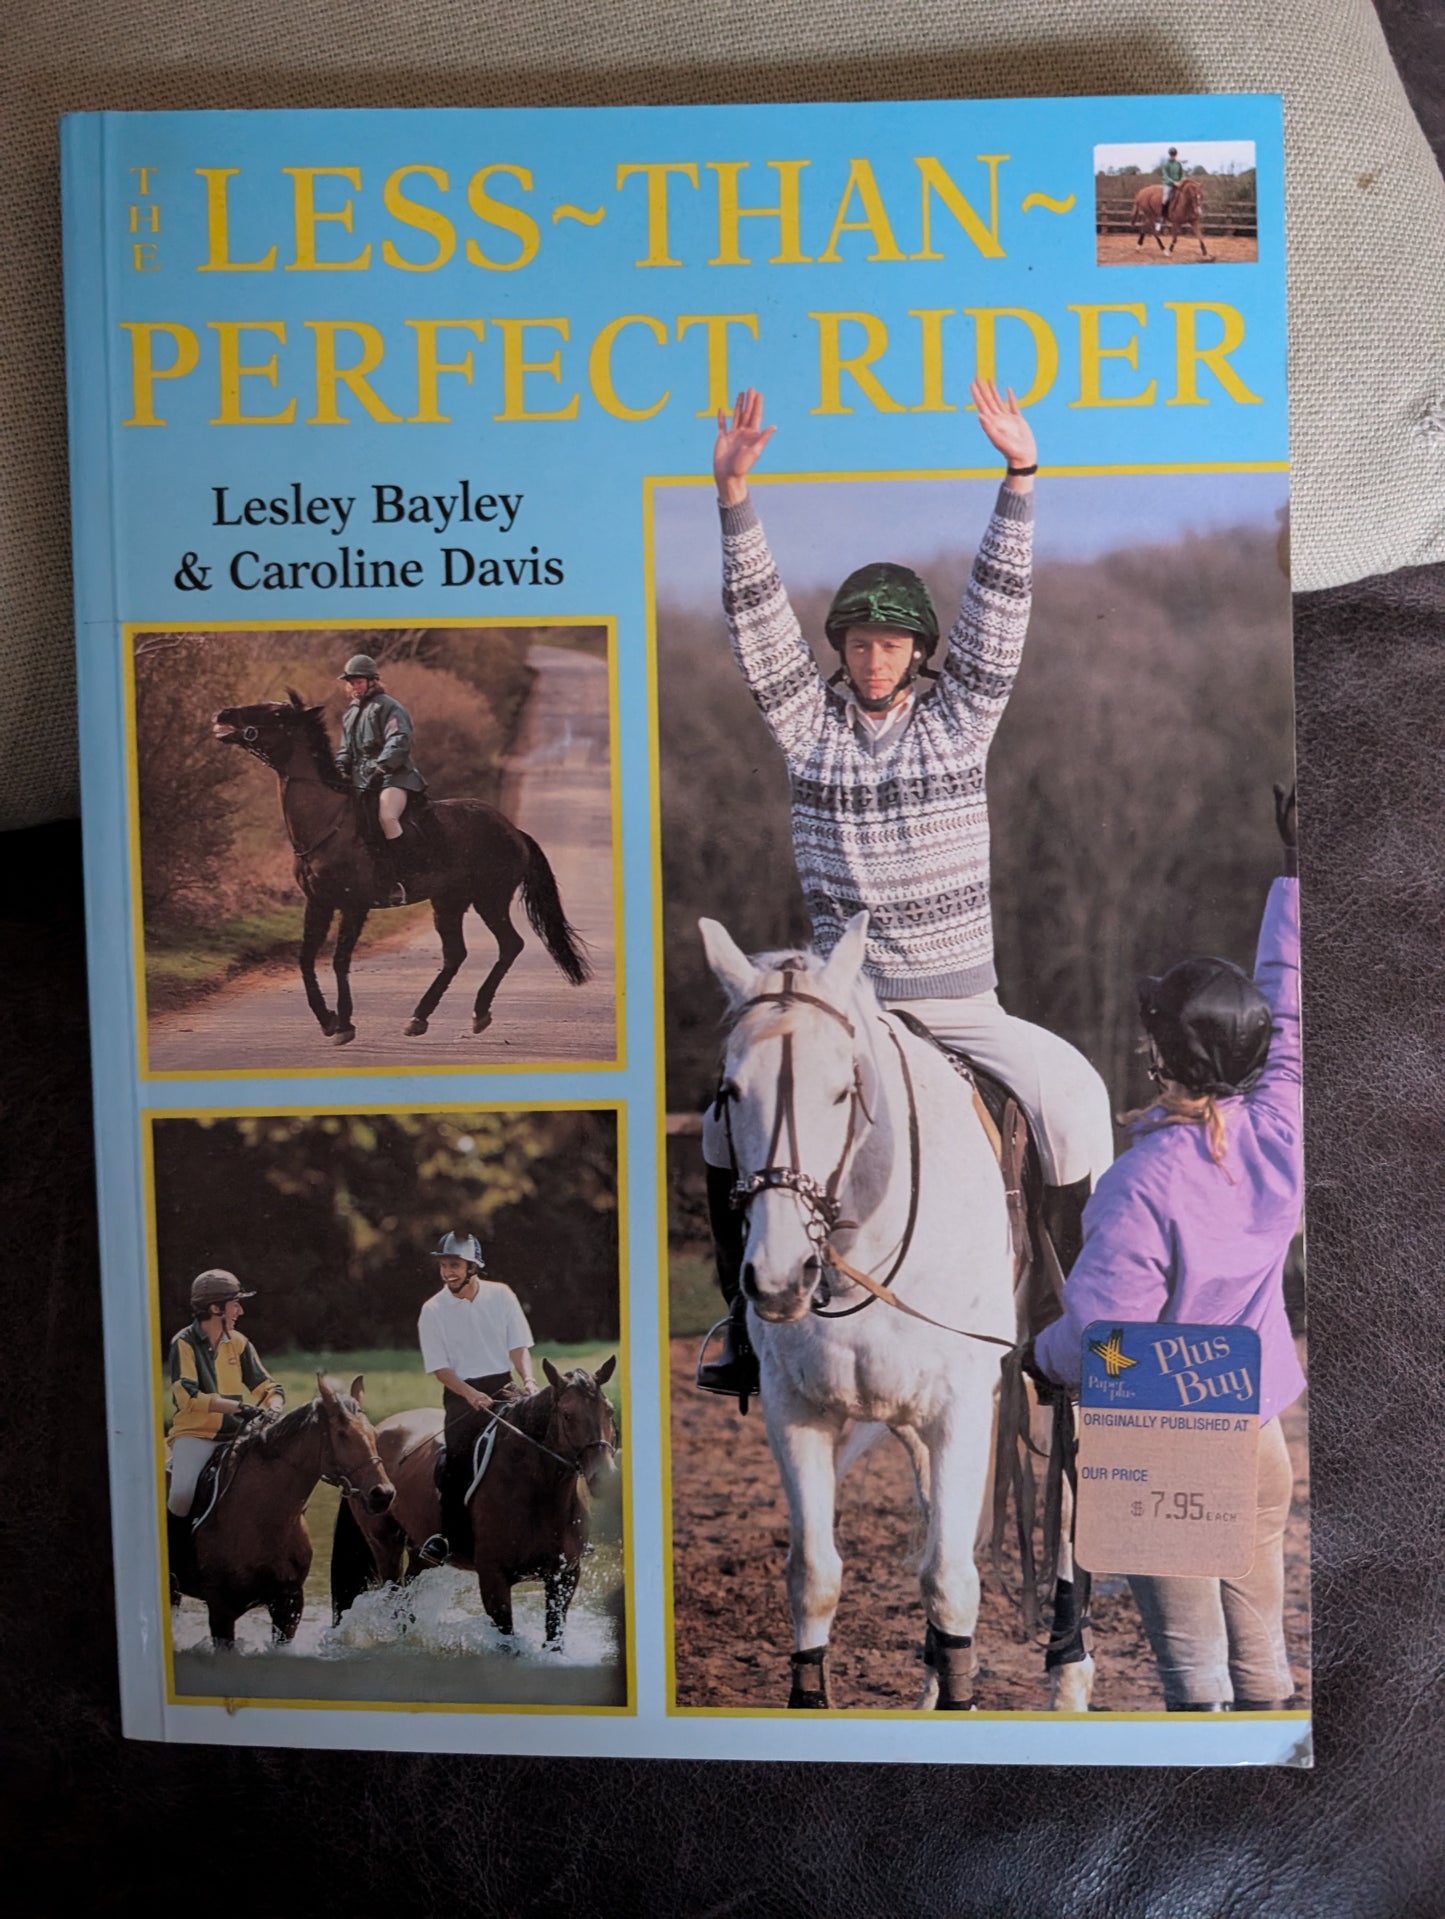 THE LESS~THAN~
PERFECT RIDER
Lesley Bayley
& Caroline Davis
Paper plus
Plus
Buy
ORIGINALLY PUBLISHED AT
OUR PRICE
$7.95 EACH